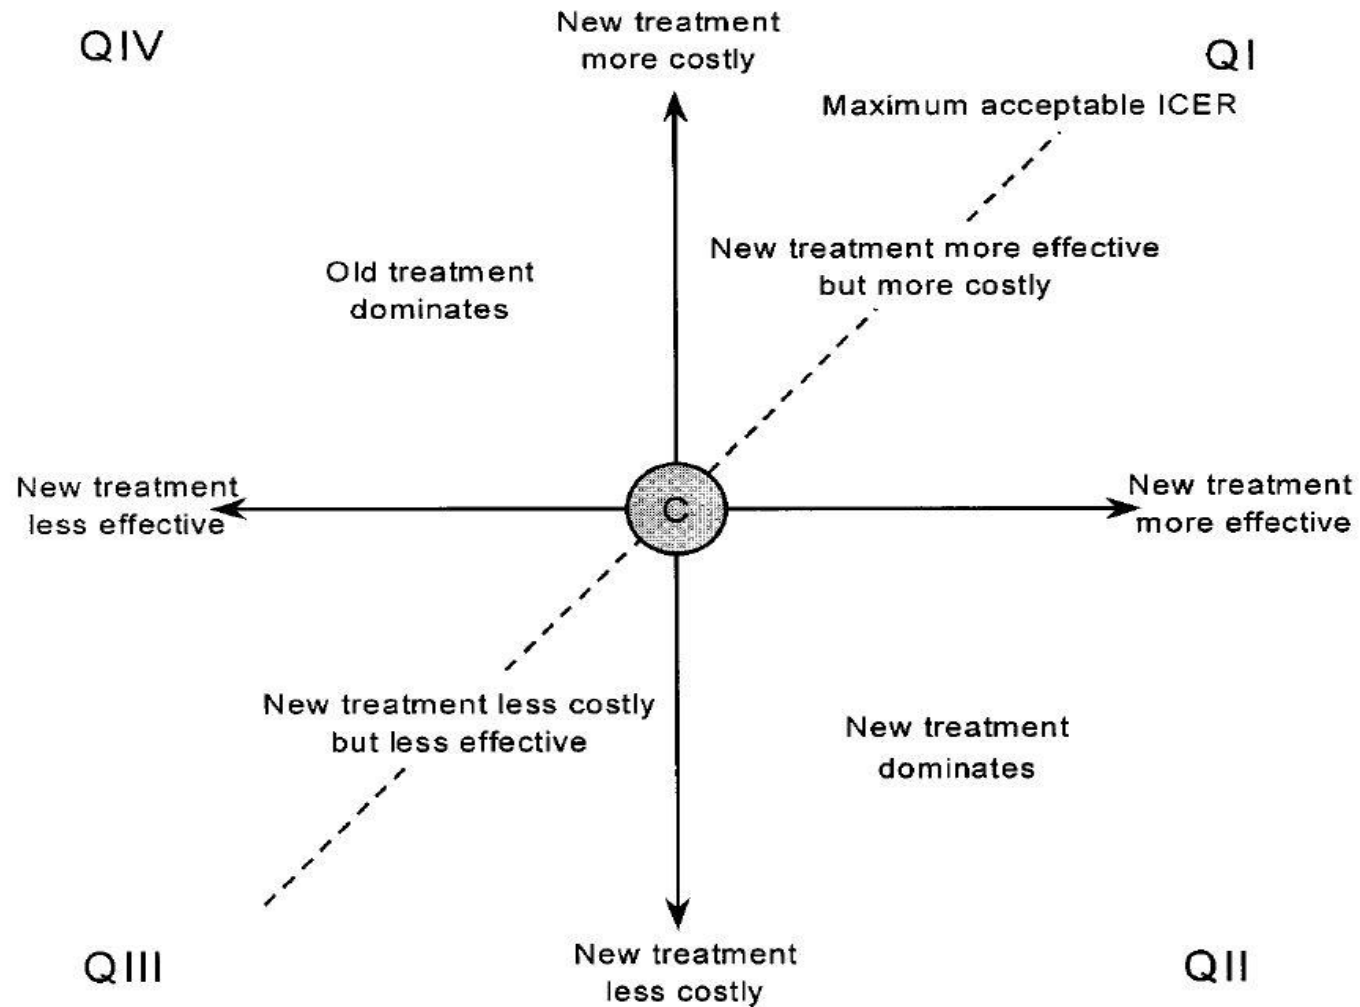 QIV
New treatment
more costly
QI
Maximum acceptable ICER
New treatment more effective
but more costly
Old treatment
dominates
New treatment
less effective
C
New treatment
more effective
New treatment less costly
but less effective
New treatment
dominates
QIII
New treatment
less costly
QII